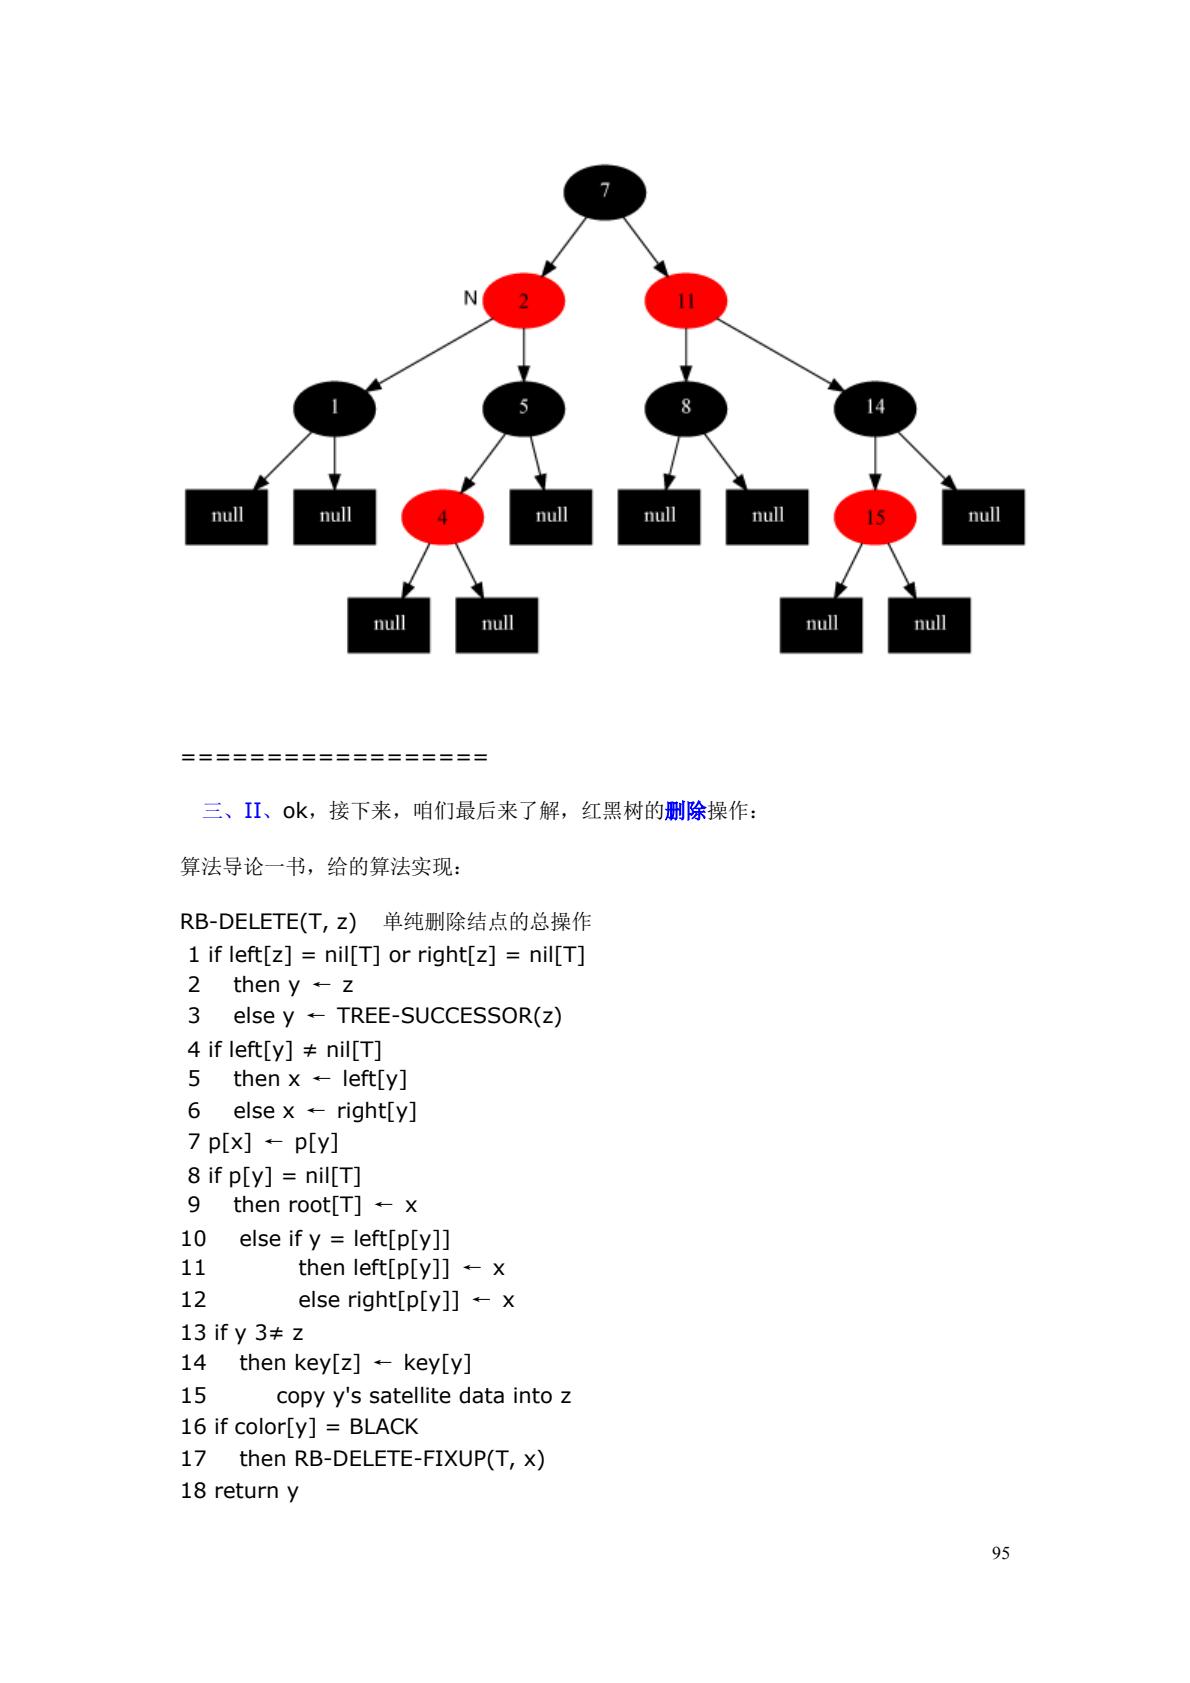 7
N 2 11
1 5 8 14
null null 4 null null null 15 null
null null null null
==================
三、II、ok，接下来，咱们最后来了解，红黑树的删除操作：
算法导论一书，给的算法实现：
RB-DELETE(T, z) 单纯删除结点的总操作
1 if left[z] = nil[T] or right[z] = nil[T]
2 then y ← z
3 else y ← TREE-SUCCESSOR(z)
4 if left[y] ≠ nil[T]
5 then x ← left[y]
6 else x ← right[y]
7 p[x] ← p[y]
8 if p[y] = nil[T]
9 then root[T] ← x
10 else if y = left[p[y]]
11 then left[p[y]] ← x
12 else right[p[y]] ← x
13 if y 3≠ z
14 then key[z] ← key[y]
15 copy y's satellite data into z
16 if color[y] = BLACK
17 then RB-DELETE-FIXUP(T, x)
18 return y
95